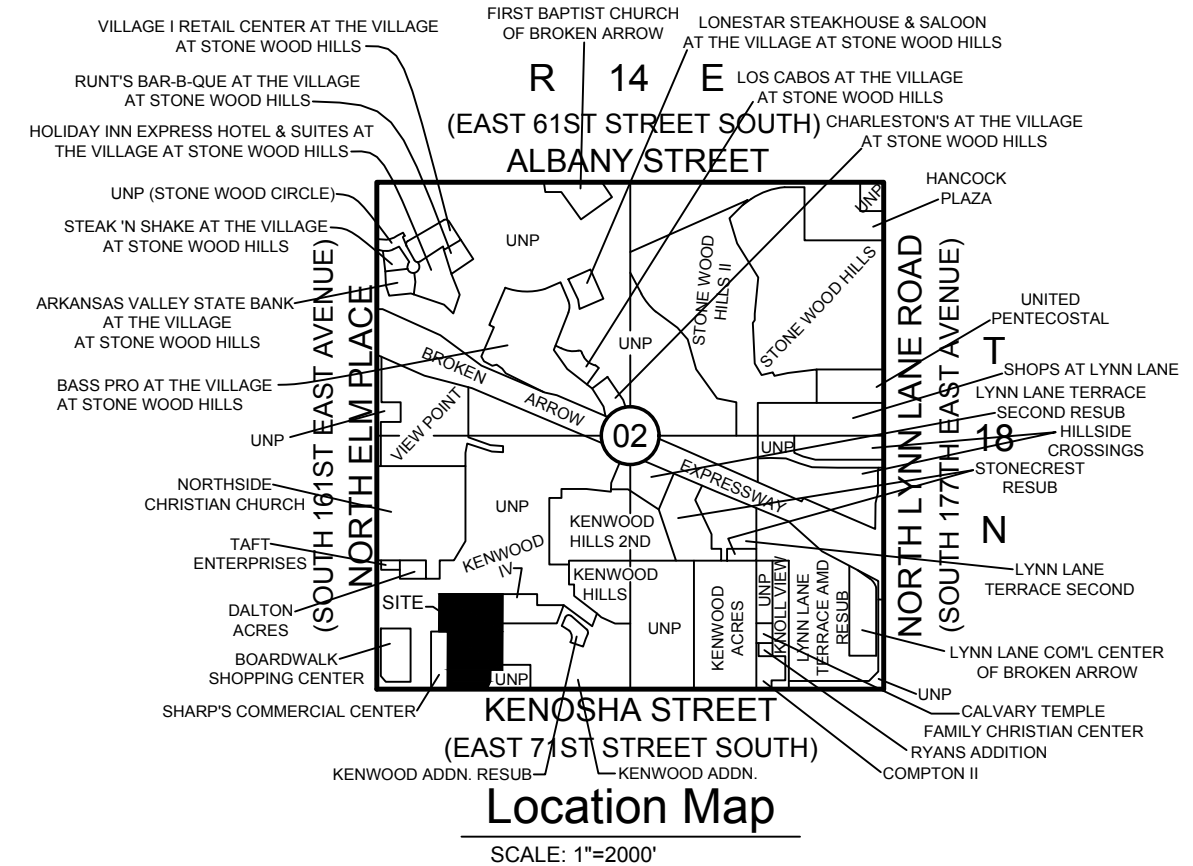 VILLAGE I RETAIL CENTER AT THE VILLAGE
AT STONE WOOD HILLS
FIRST BAPTIST CHURCH
OF BROKEN ARROW
LONESTAR STEAKHOUSE & SALOON
AT THE VILLAGE AT STONE WOOD HILLS
RUNT'S BAR-B-QUE AT THE VILLAGE
AT STONE WOOD HILLS
R 14 E
LOS CABOS AT THE VILLAGE
AT STONE WOOD HILLS
HOLIDAY INN EXPRESS HOTEL & SUITES AT
THE VILLAGE AT STONE WOOD HILLS
(EAST 61ST STREET SOUTH)
ALBANY STREET
CHARLESTON'S AT THE VILLAGE
AT STONE WOOD HILLS
UNP (STONE WOOD CIRCLE)
STEAK 'N SHAKE AT THE VILLAGE
AT STONE WOOD HILLS
ARKANSAS VALLEY STATE BANK
AT THE VILLAGE
AT STONE WOOD HILLS
BASS PRO AT THE VILLAGE
AT STONE WOOD HILLS
UNP
NORTHSIDE
CHRISTIAN CHURCH
TAFT
ENTERPRISES
DALTON
ACRES
BOARDWALK
SHOPPING CENTER
SHARP'S COMMERCIAL CENTER
(SOUTH 161ST EAST AVENUE)
NORTH ELM PLACE
UNP
UNP
STONE WOOD
HILLS II
STONE WOOD HILLS
UNP
BROKEN
ARROW
EXPRESSWAY
02
VIEW POINT
UNP
UNP
KENWOOD
HILLS 2ND
KENWOOD
IV
KENWOOD
HILLS
SITE
UNP
UNP
KENWOOD
ACRES
UNP
KNOLL VIEW
LYNN LANE
TERRACE AMD
RESUB
NORTH LYNN LANE ROAD
(SOUTH 177TH EAST AVENUE)
HANCOCK
PLAZA
UNITED
PENTECOSTAL
T
SHOPS AT LYNN LANE
LYNN LANE TERRACE
SECOND RESUB
18
HILLSIDE
CROSSINGS
STONECREST
RESUB
N
LYNN LANE
TERRACE SECOND
LYNN LANE COM'L CENTER
OF BROKEN ARROW
UNP
CALVARY TEMPLE
FAMILY CHRISTIAN CENTER
RYANS ADDITION
COMPTON II
KENOSHA STREET
(EAST 71ST STREET SOUTH)
KENWOOD ADDN. RESUB
KENWOOD ADDN.
Location Map
SCALE: 1"=2000'